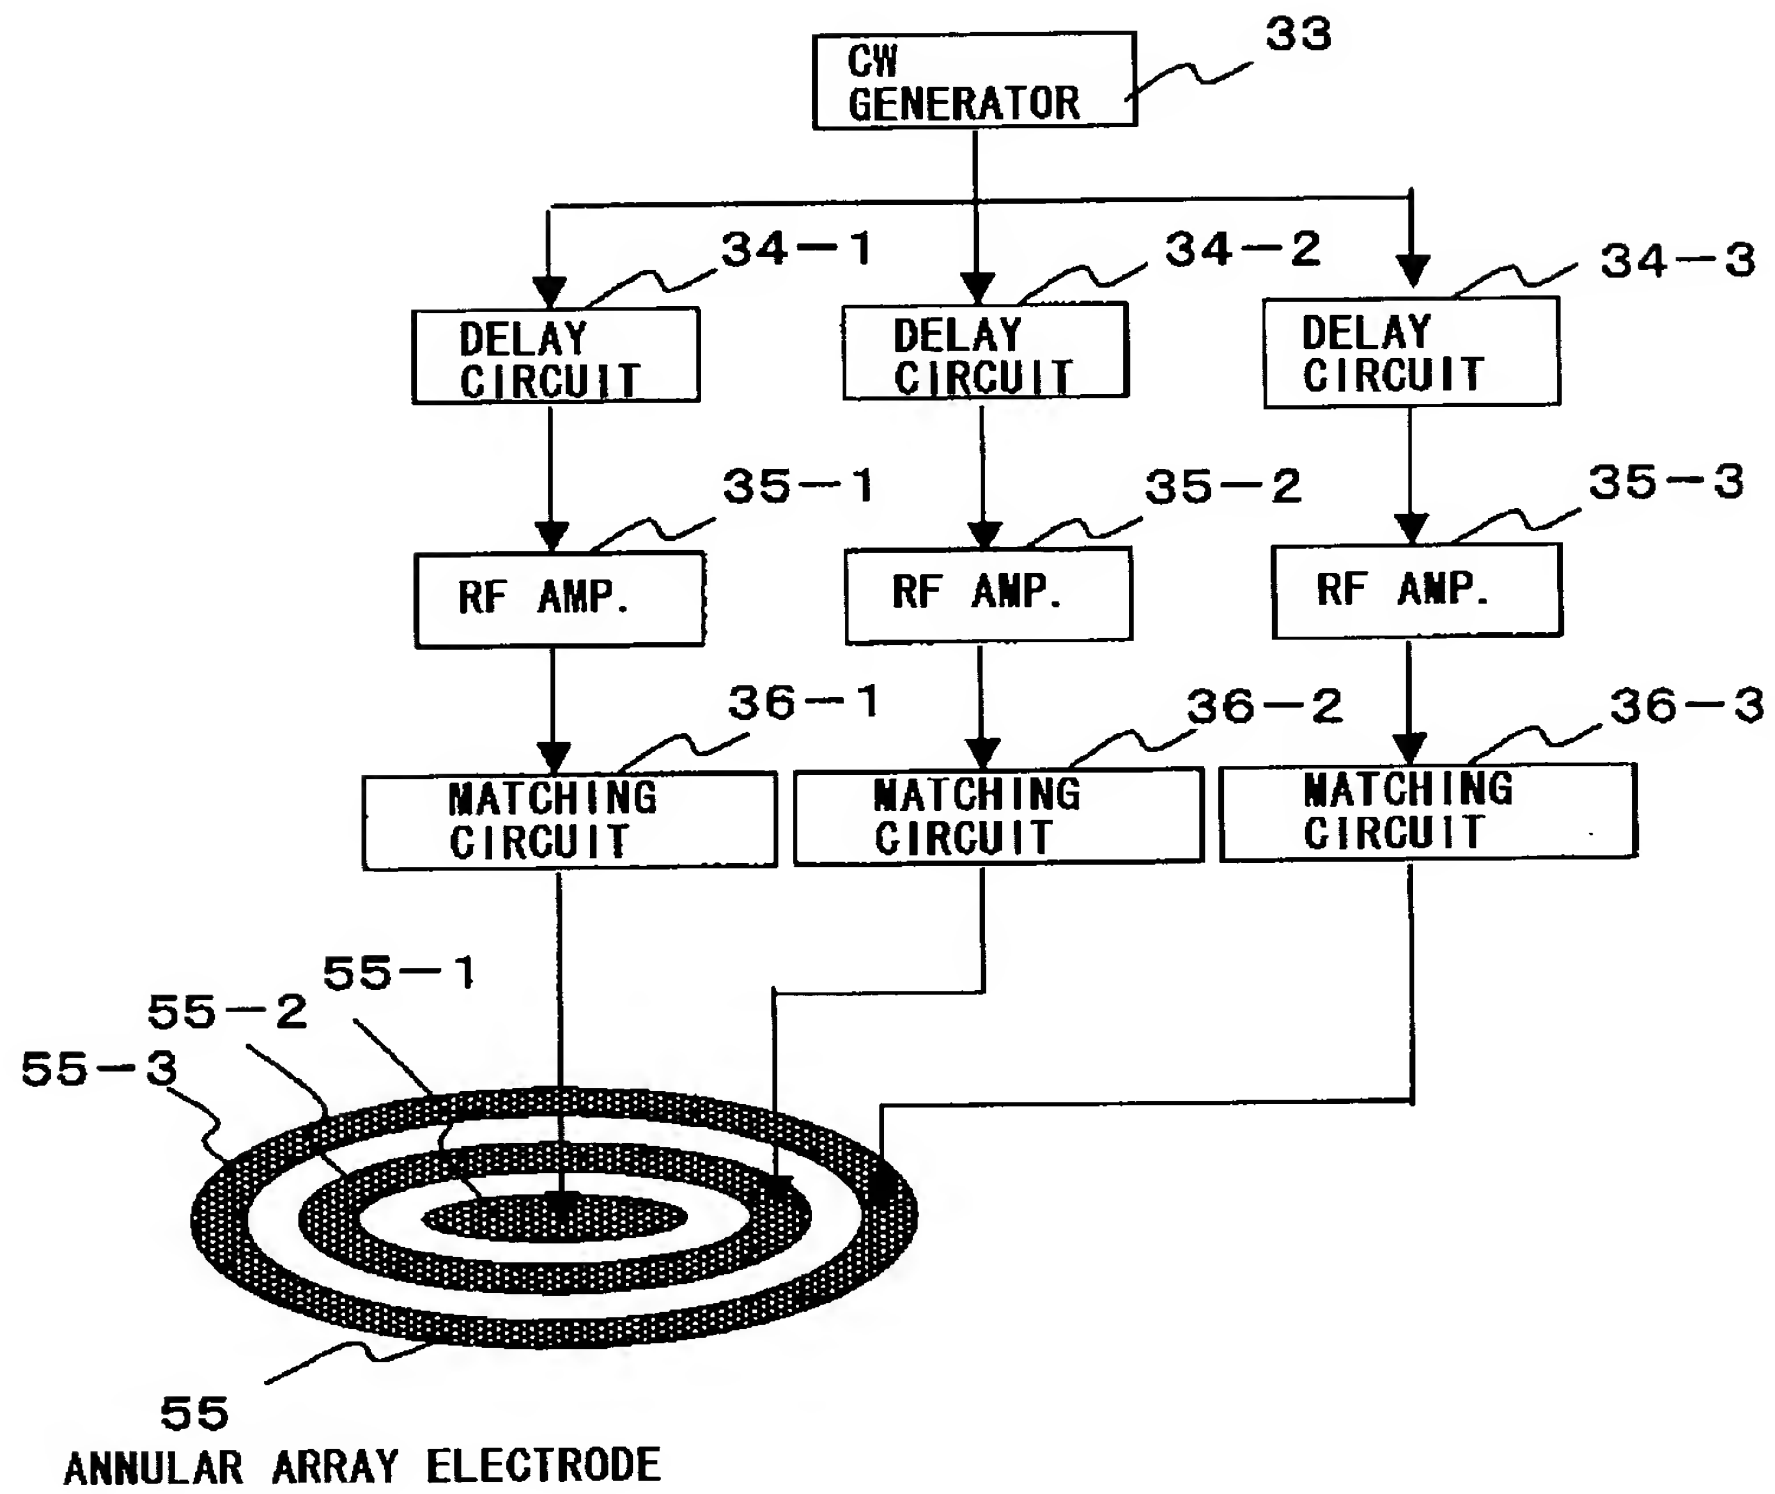 33
CW
GENERATOR
34-1
34-2
34-3
DELAY
CIRCUIT
DELAY
CIRCUIT
DELAY
CIRCUIT
35-1
35-2
35-3
RF AMP.
RF AMP.
RF AMP.
36-1
36-2
36-3
MATCHING
CIRCUIT
MATCHING
CIRCUIT
MATCHING
CIRCUIT
55-1
55-2
55-3
55
ANNULAR ARRAY ELECTRODE